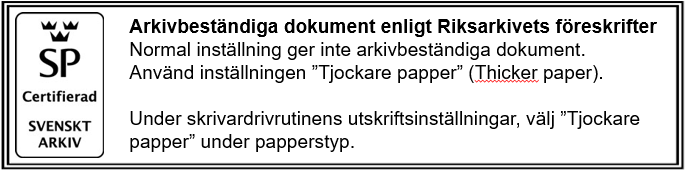 SP
Certifierad
SVENSKT
ARKIV
Arkivbeständiga dokument enligt Riksarkivets föreskrifter
Normal inställning ger inte arkivbeständiga dokument.
Använd inställningen ”Tjockare papper” (Thicker paper).
Under skrivardrivrutinens utskriftsinställningar, välj ”Tjockare
papper” under papperstyp.